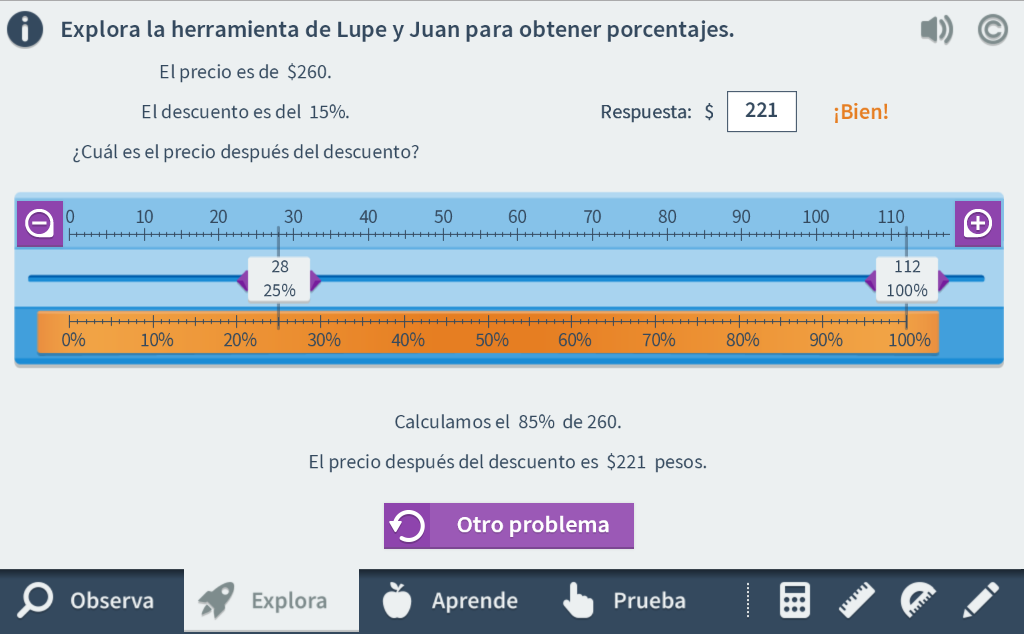 Explora la herramienta de Lupe y Juan para obtener porcentajes.
El precio es de $260.
El descuento es del 15%.
Respuesta: $ 221 ¡Bien!
¿Cuál es el precio después del descuento?
0 10 20 30 40 50 60 70 80 90 100 110
28 112
25% 100%
0% 10% 20% 30% 40% 50% 60% 70% 80% 90% 100%
Calculamos el 85% de 260.
El precio después del descuento es $221 pesos.
Otro problema
Observa Explora Aprende Prueba